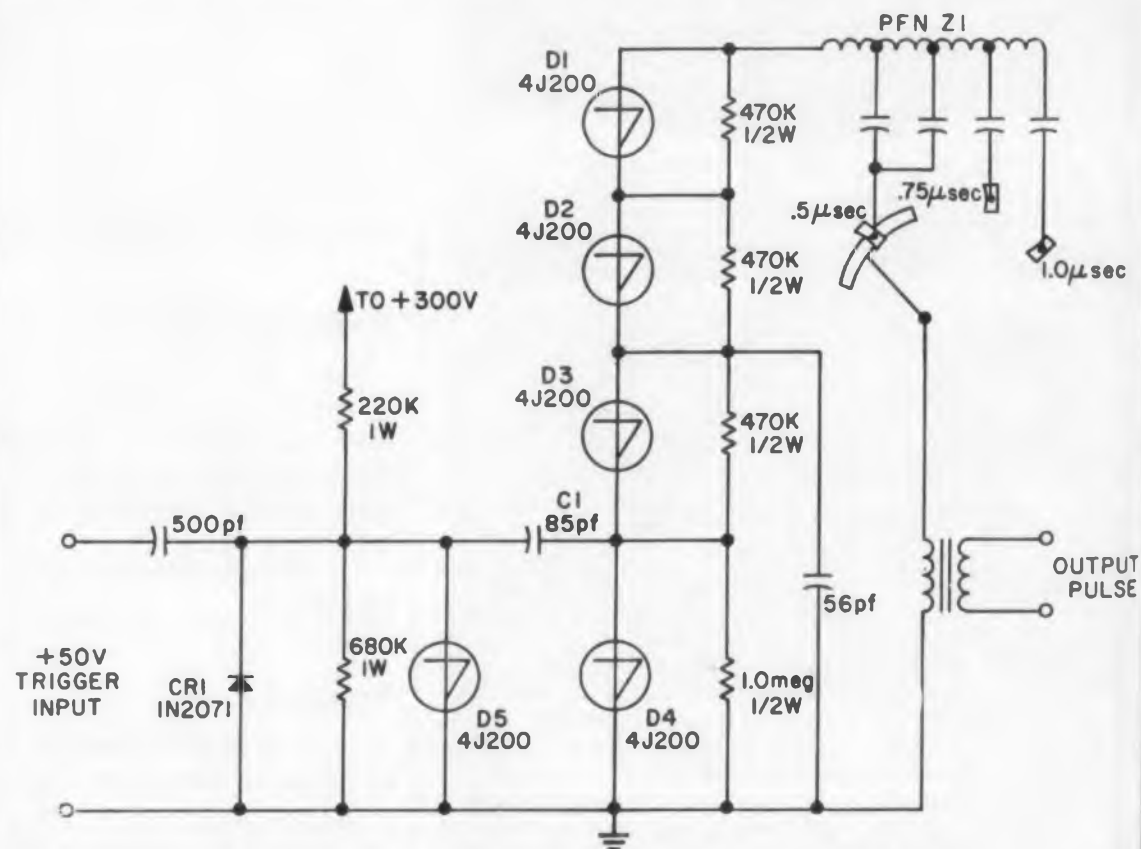 PFN Z1
D1
4J200
470K
1/2W
D2
4J200
470K
1/2W
.5μsec
.75μsec
1.0μsec
TO +300V
D3
4J200
220K
1W
470K
1/2W
500pf
C1
85pf
56pf
OUTPUT
PULSE
+50V
TRIGGER
INPUT
CR1
1N2071
680K
1W
D5
4J200
D4
4J200
1.0meg
1/2W